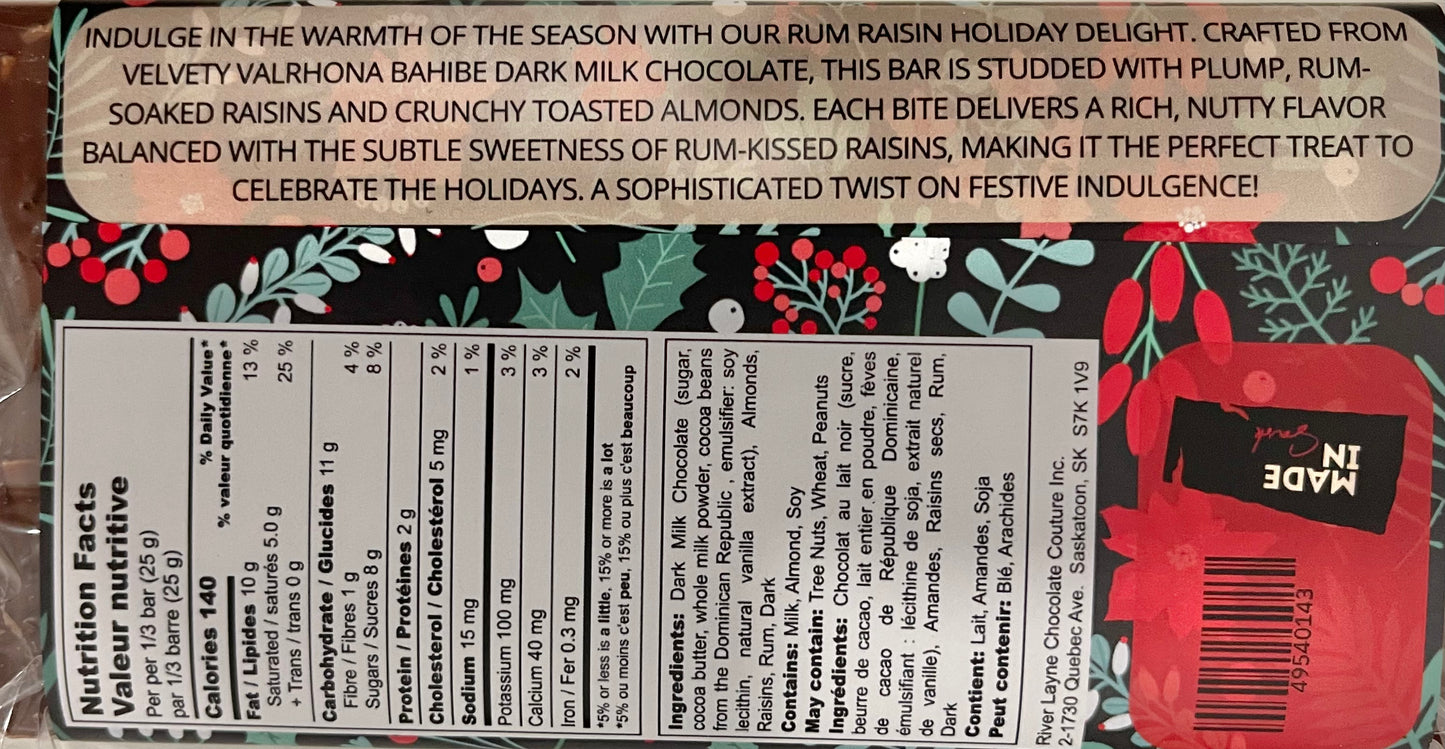 INDULGE IN THE WARMTH OF THE SEASON WITH OUR RUM RAISIN HOLIDAY DELIGHT. CRAFTED FROM
VELVETY VALRHONA BAHIBE DARK MILK CHOCOLATE, THIS BAR IS STUDDED WITH PLUMP, RUM-
SOAKED RAISINS AND CRUNCHY TOASTED ALMONDS. EACH BITE DELIVERS A RICH, NUTTY FLAVOR
BALANCED WITH THE SUBTLE SWEETNESS OF RUM-KISSED RAISINS, MAKING IT THE PERFECT TREAT TO
CELEBRATE THE HOLIDAYS. A SOPHISTICATED TWIST ON FESTIVE INDULGENCE!
Nutrition Facts
Valeur nutritive
Per per 1/3 bar (25 g)
par 1/3 barre (25 g)
Calories 140 % Daily Value*
% valeur quotidienne*
Fat / Lipides 10 g 13 %
Saturated / saturés 5.0 g
+ Trans / trans 0 g 25 %
Carbohydrate / Glucides 11 g
Fibre / Fibres 1 g 4 %
Sugars / Sucres 8 g 8 %
Protein / Protéines 2 g
Cholesterol / Cholestérol 5 mg 2 %
Sodium 15 mg 1 %
Potassium 100 mg 3 %
Calcium 40 mg 3 %
Iron / Fer 0.3 mg 2 %
*5% or less is a little, 15% or more is a lot
*5% ou moins c'est peu, 15% ou plus c'est beaucoup
Ingredients: Dark Milk Chocolate (sugar,
cocoa butter, whole milk powder, cocoa beans
from the Dominican Republic , emulsifier: soy
lecithin, natural vanilla extract), Almonds,
Raisins, Rum, Dark
Contains: Milk, Almond, Soy
May contain: Tree Nuts, Wheat, Peanuts
Ingrédients: Chocolat au lait noir (sucre,
beurre de cacao, lait entier en poudre, fèves
de cacao de République Dominicaine,
émulsifiant : lécithine de soja, extrait naturel
de vanille), Amandes, Raisins secs, Rum,
Dark
Contient: Lait, Amandes, Soja
Peut contenir: Blé, Arachides
River Layne Chocolate Couture Inc.
2-1730 Quebec Ave. Saskatoon, SK S7K 1V9
MADE
IN
49540143